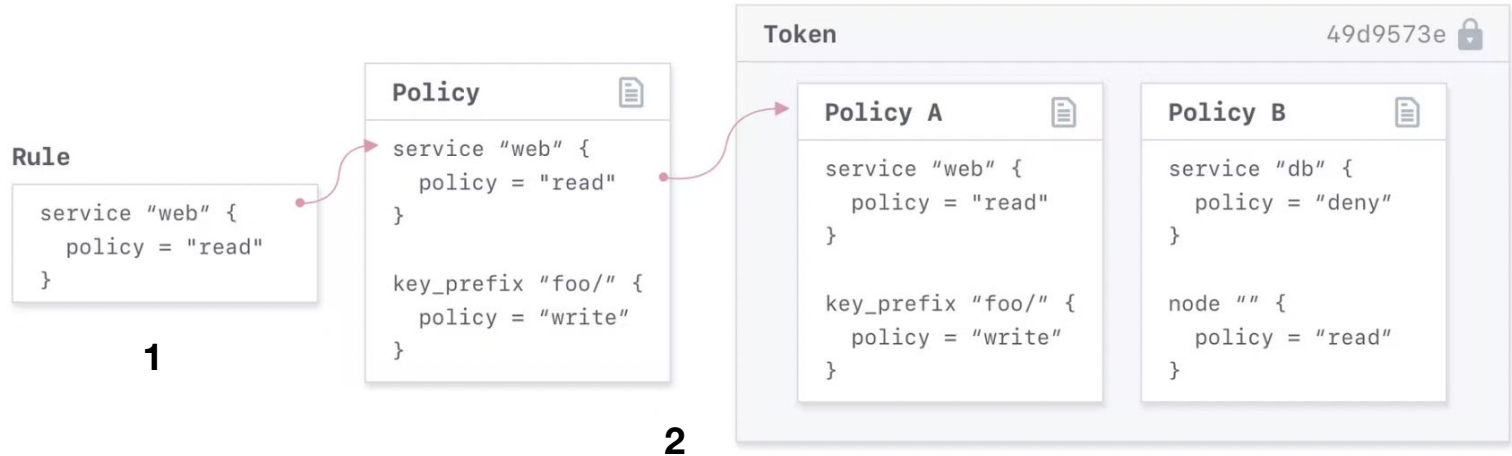 Rule
service “web” {
  policy = "read"
}
1
Policy
service “web” {
  policy = "read"
}
key_prefix “foo/” {
  policy = “write”
}
2
Token
49d9573e
Policy A
service “web” {
  policy = "read"
}
key_prefix “foo/” {
  policy = “write”
}
Policy B
service “db” {
  policy = “deny”
}
node “” {
  policy = “read”
}